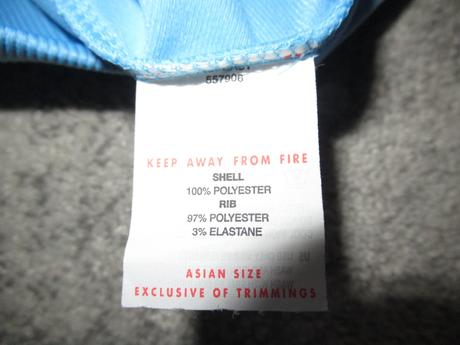 557906
KEEP AWAY FROM FIRE
SHELL
100% POLYESTER
RIB
97% POLYESTER
3% ELASTANE
ASIAN SIZE
EXCLUSIVE OF TRIMMINGS